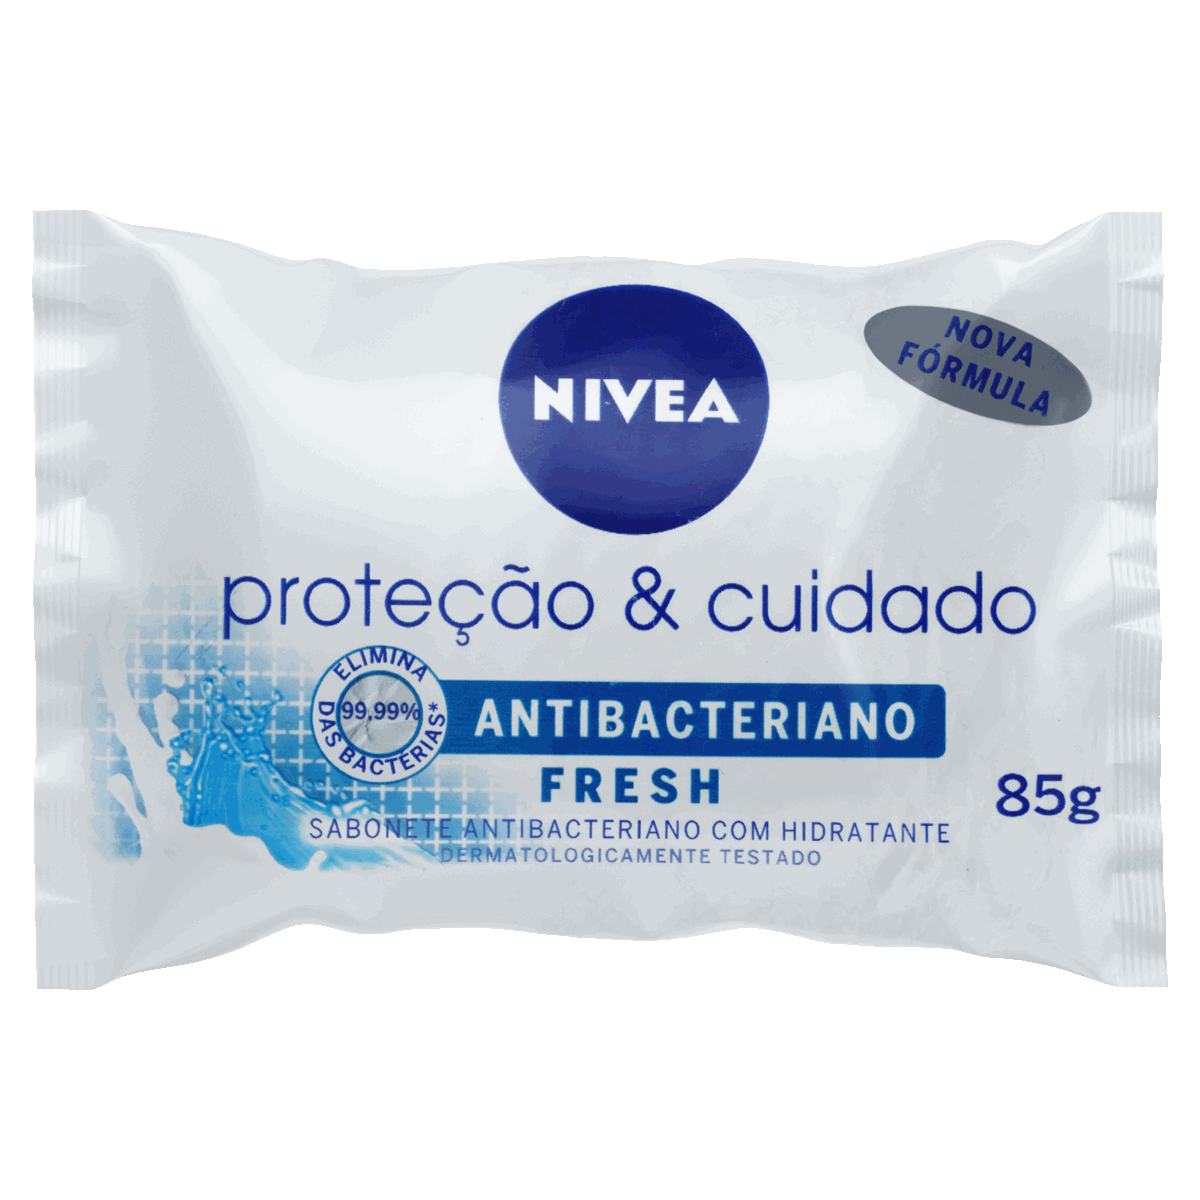 NIVEA
NOVA
FÓRMULA
proteção & cuidado
ELIMINA
99,99%
DAS BACTÉRIAS*
ANTIBACTERIANO
FRESH
85g
SABONETE ANTIBACTERIANO COM HIDRATANTE
DERMATOLOGICAMENTE TESTADO